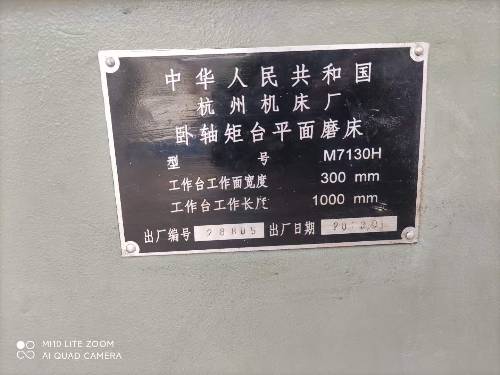 中华人民共和国
杭州机床厂
卧轴矩台平面磨床
型号 M7130H
工作台工作面宽度 300 mm
工作台工作长度 1000 mm
出厂编号 出厂日期
MI 10 LITE ZOOM
AI QUAD CAMERA